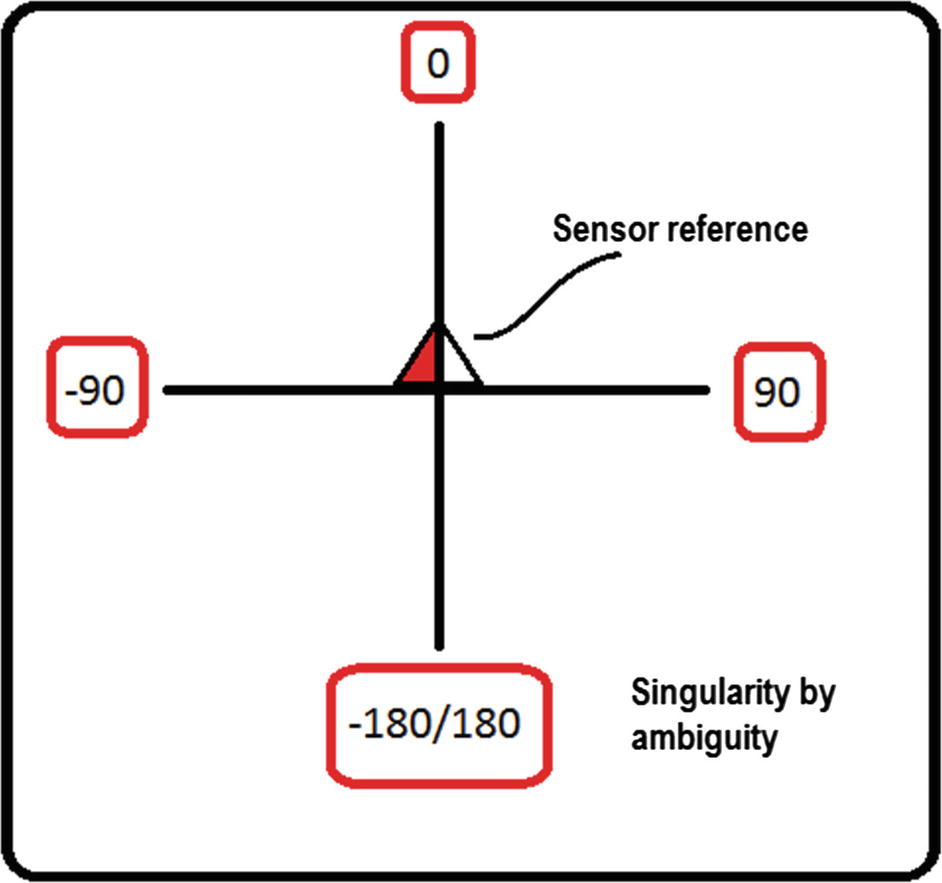 0
Sensor reference
-90
90
-180/180
Singularity by
ambiguity